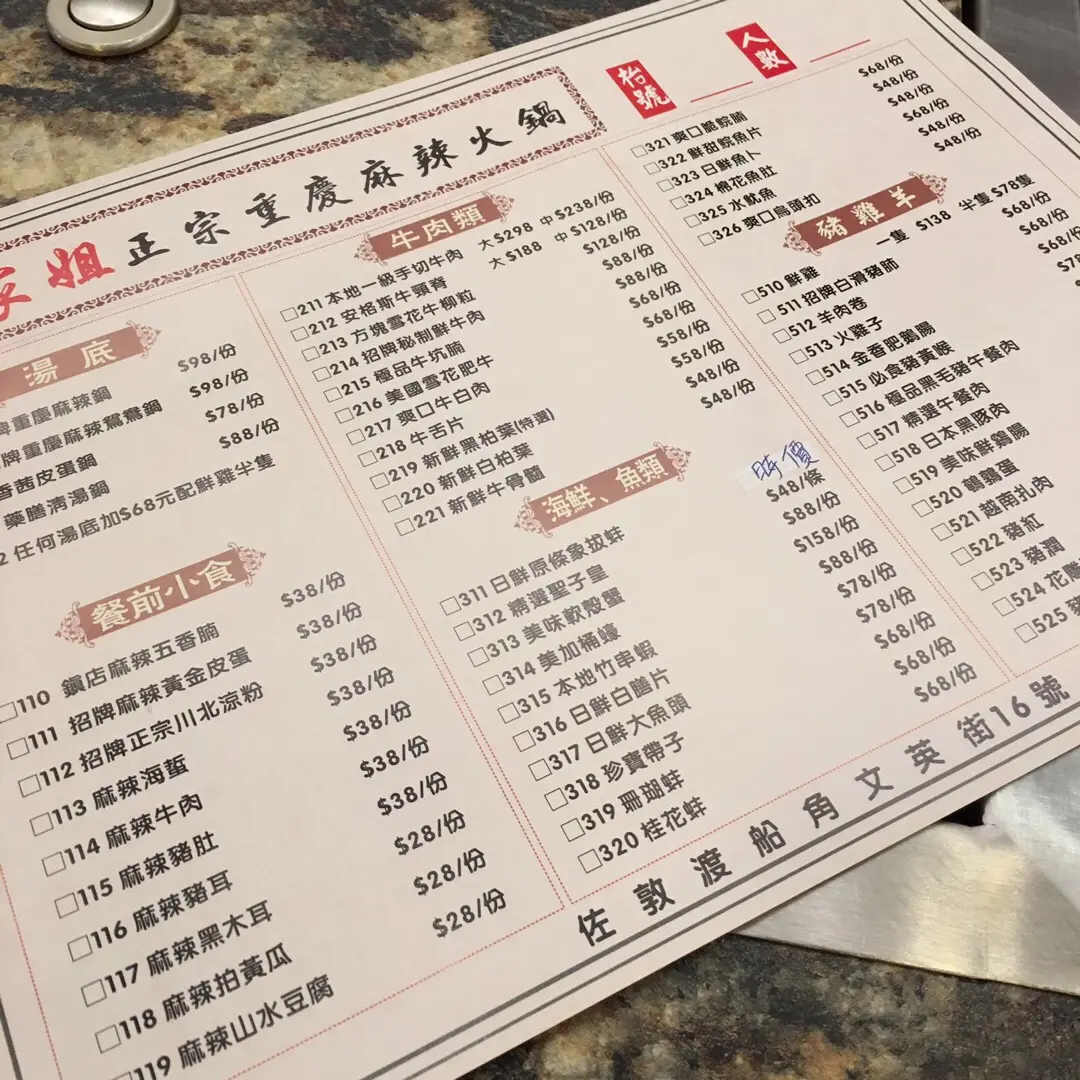 枱號
人數
家姐正宗重慶麻辣火鍋
湯底
牌重慶麻辣鍋 $98/份
牌重慶麻辣鴛鴦鍋 $98/份
香茜皮蛋鍋 $78/份
藥膳清湯鍋 $88/份
2 任何湯底加$68元配鮮雞半隻
餐前小食
□110 鎮店麻辣五香腩 $38/份
□111 招牌麻辣黃金皮蛋 $38/份
□112 招牌正宗川北涼粉 $38/份
□113 麻辣海蜇 $38/份
□114 麻辣牛肉 $38/份
□115 麻辣豬肚 $38/份
□116 麻辣豬耳 $38/份
□117 麻辣黑木耳 $28/份
□118 麻辣拍黃瓜 $28/份
□119 麻辣山水豆腐 $28/份
牛肉類
□211 本地一級手切牛肉 大$298 中$238/份
□212 安格斯牛頸脊 大$188 中$128/份
□213 方塊雪花牛柳粒 $128/份
□214 招牌秘制鮮牛肉 $88/份
□215 極品牛坑腩 $88/份
□216 美國雪花肥牛 $68/份
□217 爽口牛白肉 $68/份
□218 牛舌片 $58/份
□219 新鮮黑柏葉(特選) $58/份
□220 新鮮白柏葉 $48/份
□221 新鮮牛骨髓 $48/份
海鮮、魚類
□311 日鮮原條象拔蚌 時價
□312 精選聖子皇 $48/條
□313 美味軟殼蟹 $88/份
□314 美加桶蠔 $158/份
□315 本地竹串蝦 $88/份
□316 日鮮白膳片 $78/份
□317 日鮮大魚頭 $78/份
□318 珍寶帶子 $68/份
□319 珊瑚蚌 $68/份
□320 桂花蚌 $68/份
□321 爽口脆鯇腩 $68/份
□322 鮮甜鯇魚片 $48/份
□323 日鮮魚卜 $48/份
□324 棉花魚肚 $68/份
□325 水魷魚 $48/份
□326 爽口烏頭扣 $48/份
豬雞羊
□510 鮮雞 一隻 $138 半隻 $78隻
□511 招牌白滑豬肺 $68/份
□512 羊肉卷 $68/份
□513 火雞子 $68/份
□514 金香肥鵝腸
□515 必食豬黃喉
□516 極品黑毛豬午餐肉
□517 精選午餐肉
□518 日本黑豚肉
□519 美味鮮鷄腸
□520 鵪鶉蛋
□521 越南扎肉
□522 豬紅
□523 豬潤
□524 花雕
□525 豬
佐敦渡船角文英街16號